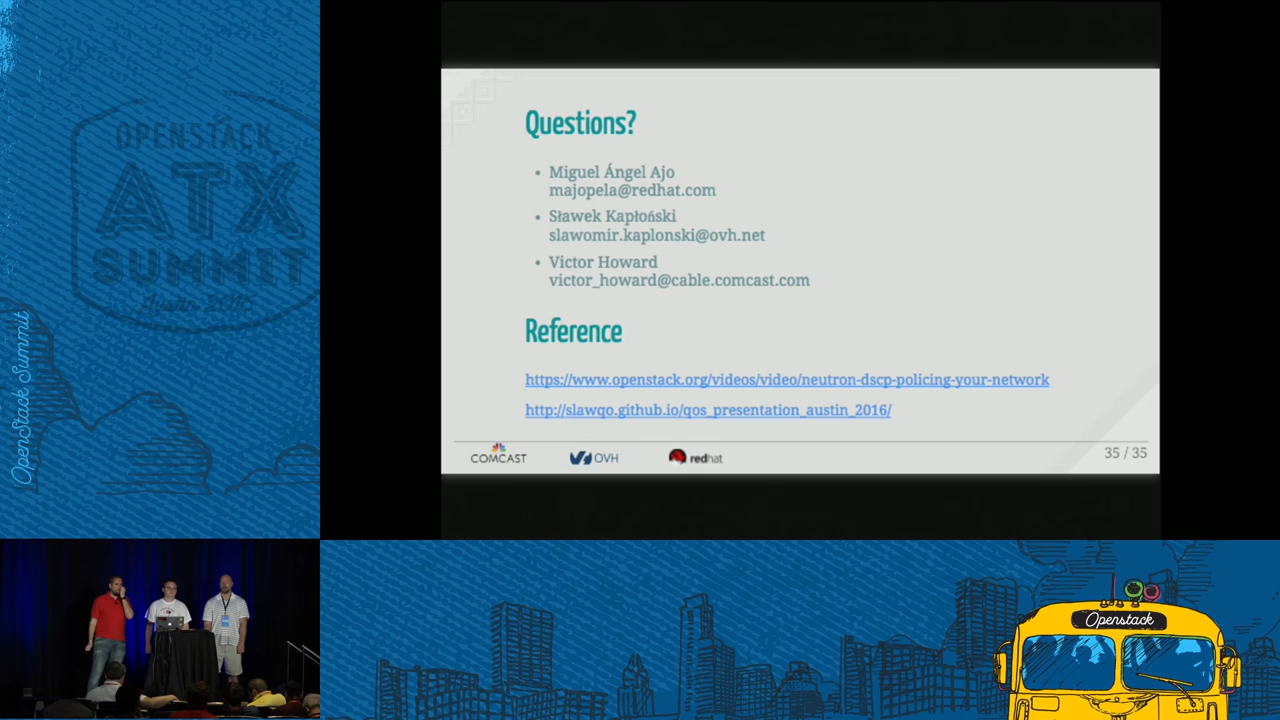 OPENSTACK
ATX
SUMMIT
Austin 2016
OpenStack Summit
Questions?
• Miguel Ángel Ajo
majopela@redhat.com
• Sławek Kapłoński
slawomir.kaplonski@ovh.net
• Victor Howard
victor_howard@cable.comcast.com
Reference
https://www.openstack.org/videos/video/neutron-dscp-policing-your-network
http://slawqo.github.io/qos_presentation_austin_2016/
COMCAST
OVH
redhat
35 / 35
Openstack